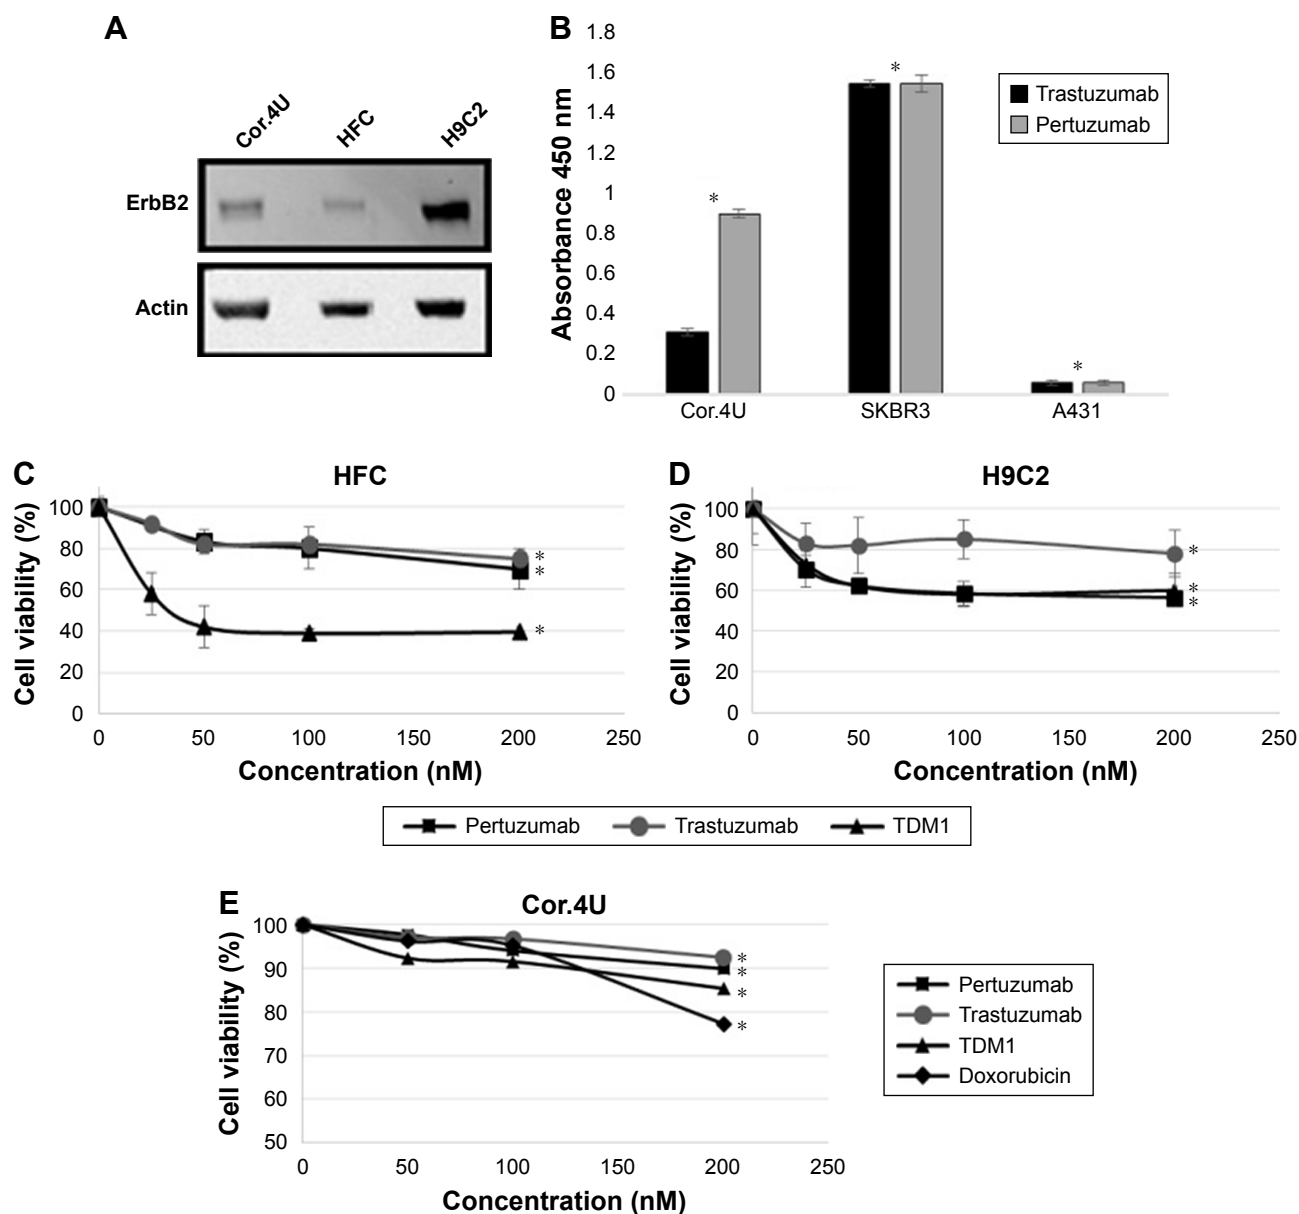 A
Cor.4U HFC H9C2
ErbB2
Actin
B
Absorbance 450 nm
1.8
1.6
1.4
1.2
1
0.8
0.6
0.4
0.2
0
*
*
*
Cor.4U SKBR3 A431
Trastuzumab
Pertuzumab
C
HFC
Cell viability (%)
100
80
60
40
20
0
*
*
*
0 50 100 150 200 250
Concentration (nM)
D
H9C2
Cell viability (%)
100
80
60
40
20
0
*
*
*
0 50 100 150 200 250
Concentration (nM)
Pertuzumab Trastuzumab TDM1
E
Cor.4U
Cell viability (%)
100
90
80
70
60
50
*
*
*
*
0 50 100 150 200 250
Concentration (nM)
Pertuzumab
Trastuzumab
TDM1
Doxorubicin